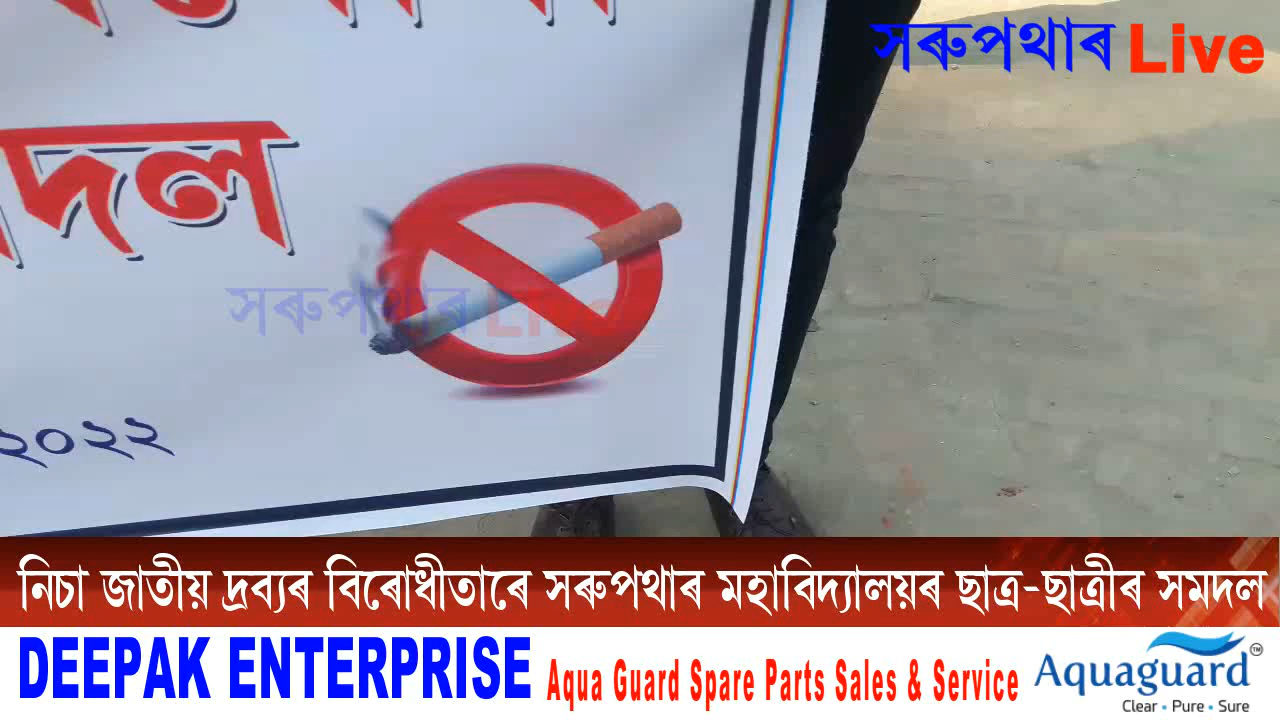 সৰুপথাৰ Live
দল
সৰুপথাৰ Live
২০২২
নিচা জাতীয় দ্ৰব্যৰ বিৰোধীতাৰে সৰুপথাৰ মহাবিদ্যালয়ৰ ছাত্ৰ-ছাত্ৰীৰ সমদল
DEEPAK ENTERPRISE Aqua Guard Spare Parts Sales & Service Aquaguard™
Clear • Pure • Sure